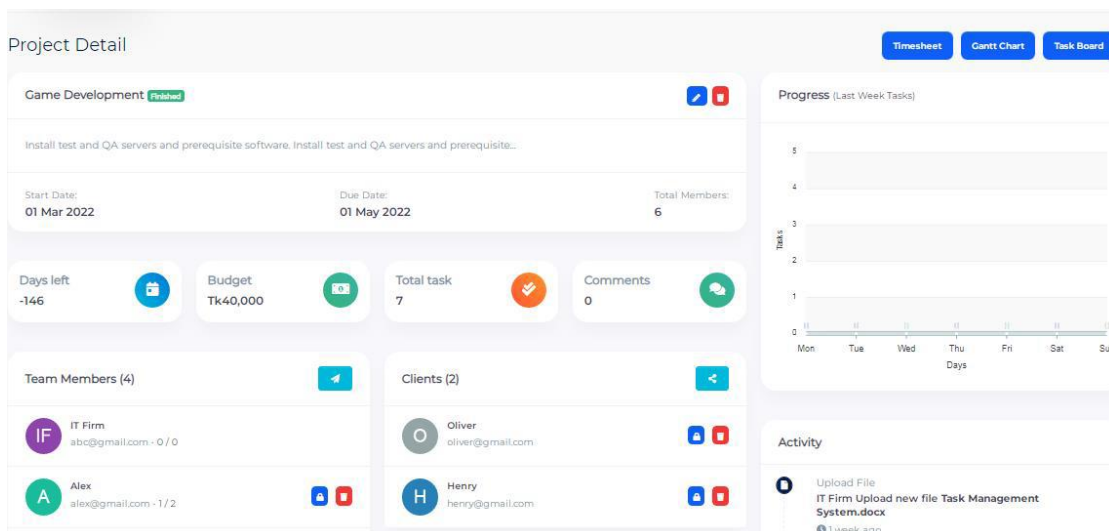 Project Detail
Timesheet
Gantt Chart
Task Board
Game Development Finished
Install test and QA servers and prerequisite software. Install test and QA servers and prerequisite...
Start Date:
01 Mar 2022
Due Date:
01 May 2022
Total Members:
6
Days left
-146
Budget
Tk40,000
Total task
7
Comments
0
Team Members (4)
IF
IT Firm
abc@gmail.com - 0 / 0
A
Alex
alex@gmail.com - 1 / 2
Clients (2)
O
Oliver
oliver@gmail.com
H
Henry
henry@gmail.com
Progress (Last Week Tasks)
5
4
3
2
1
0
Tasks
Mon Tue Wed Thu Fri Sat Su
Days
Activity
Upload File
IT Firm Upload new file Task Management
System.docx
1 week ago